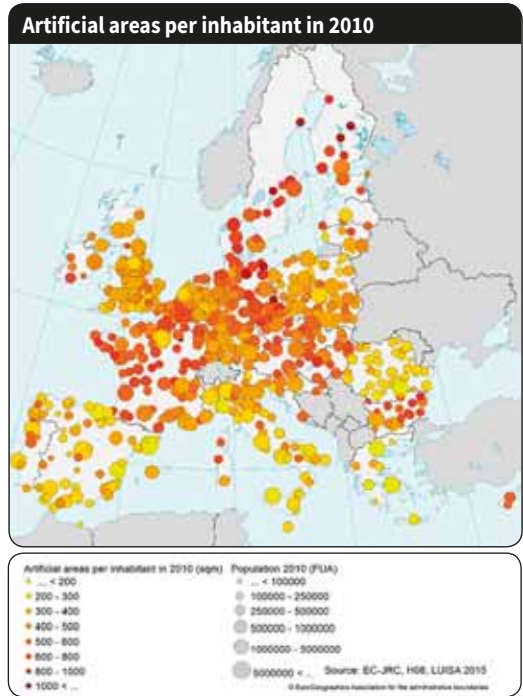 Artificial areas per inhabitant in 2010
Artificial areas per inhabitant in 2010 (sqm)
... < 200
200 - 300
300 - 400
400 - 500
500 - 600
600 - 800
800 - 1000
1000 < ...
Population 2010 (FUA)
... < 100000
100000 - 250000
250000 - 500000
500000 - 1000000
1000000 - 5000000
5000000 < ...
Source: EC-JRC, H08, LUISA 2015
© EuroGeographics Association for the administrative boundaries